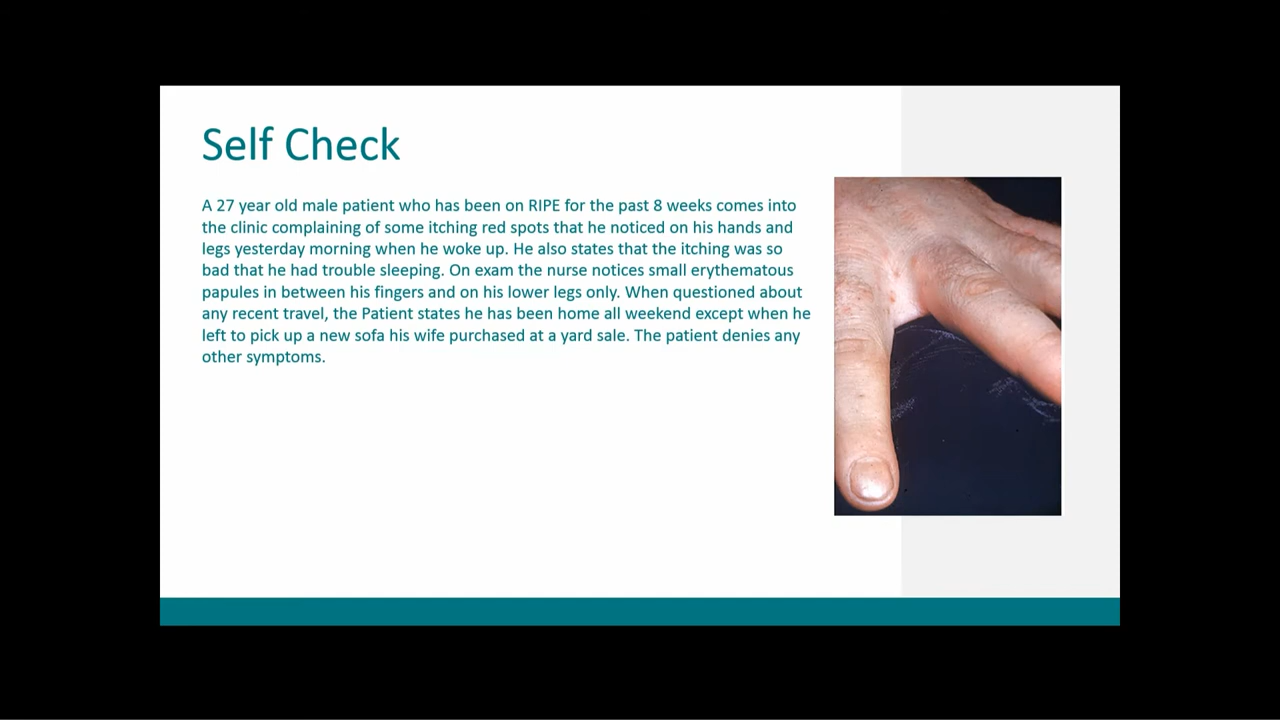 Self Check
A 27 year old male patient who has been on RIPE for the past 8 weeks comes into
the clinic complaining of some itching red spots that he noticed on his hands and
legs yesterday morning when he woke up. He also states that the itching was so
bad that he had trouble sleeping. On exam the nurse notices small erythematous
papules in between his fingers and on his lower legs only. When questioned about
any recent travel, the Patient states he has been home all weekend except when he
left to pick up a new sofa his wife purchased at a yard sale. The patient denies any
other symptoms.